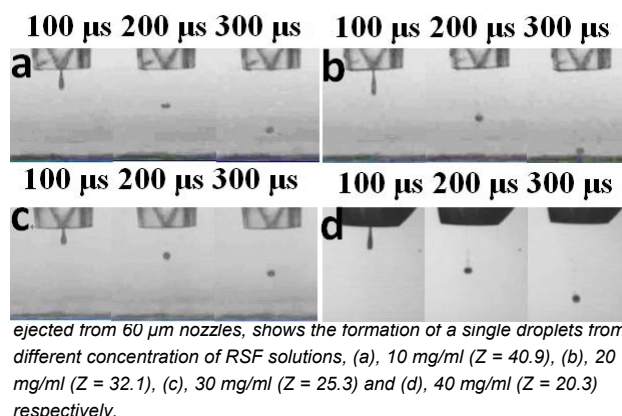 100 µs 200 µs 300 µs 100 µs 200 µs 300 µs
a b
100 µs 200 µs 300 µs 100 µs 200 µs 300 µs
c d
ejected from 60 µm nozzles, shows the formation of a single droplets from
different concentration of RSF solutions, (a), 10 mg/ml (Z = 40.9), (b), 20
mg/ml (Z = 32.1), (c), 30 mg/ml (Z = 25.3) and (d), 40 mg/ml (Z = 20.3)
respectively.